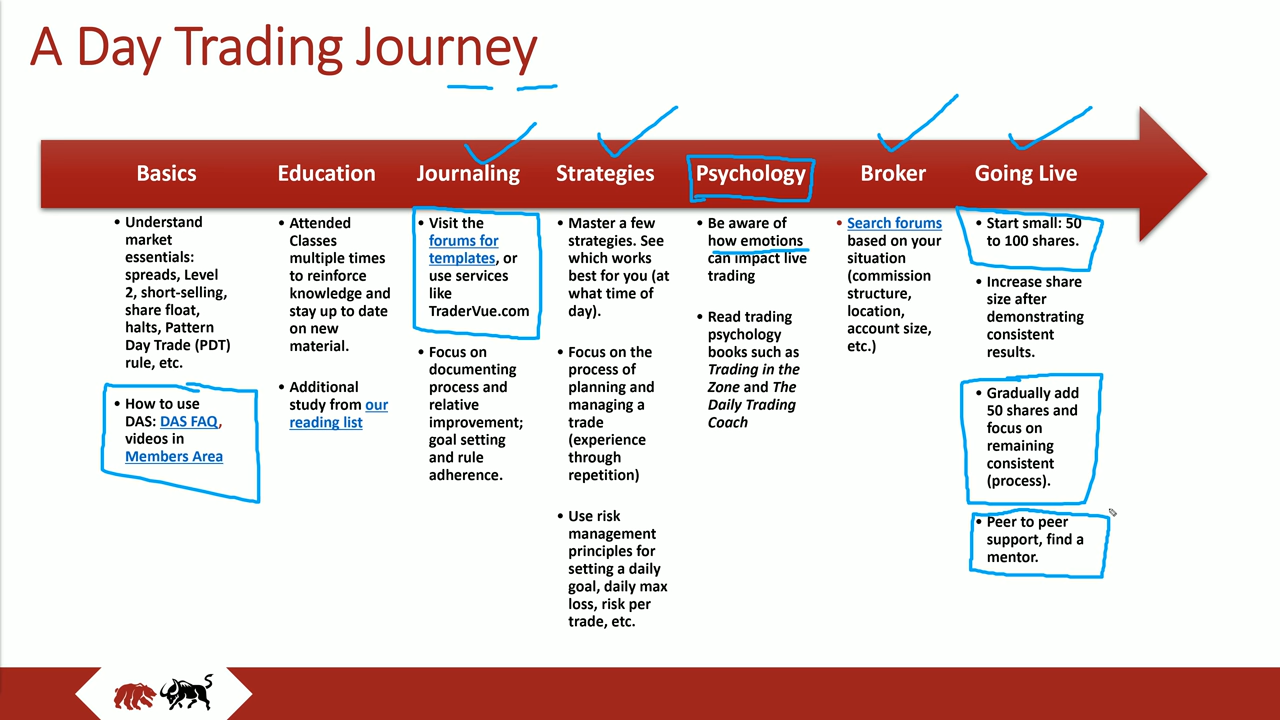 A Day Trading Journey
Basics
Education
Journaling
Strategies
Psychology
Broker
Going Live
• Understand
market
essentials:
spreads, Level
2, short-selling,
share float,
halts, Pattern
Day Trade (PDT)
rule, etc.
• How to use
DAS: DAS FAQ,
videos in
Members Area
• Attended
Classes
multiple times
to reinforce
knowledge and
stay up to date
on new
material.
• Additional
study from our
reading list
• Visit the
forums for
templates, or
use services
like
TraderVue.com
• Focus on
documenting
process and
relative
improvement;
goal setting
and rule
adherence.
• Master a few
strategies. See
which works
best for you (at
what time of
day).
• Focus on the
process of
planning and
managing a
trade
(experience
through
repetition)
• Use risk
management
principles for
setting a daily
goal, daily max
loss, risk per
trade, etc.
• Be aware of
how emotions
can impact live
trading
• Read trading
psychology
books such as
Trading in the
Zone and The
Daily Trading
Coach
• Search forums
based on your
situation
(commission
structure,
location,
account size,
etc.)
• Start small: 50
to 100 shares.
• Increase share
size after
demonstrating
consistent
results.
• Gradually add
50 shares and
focus on
remaining
consistent
(process).
• Peer to peer
support, find a
mentor.